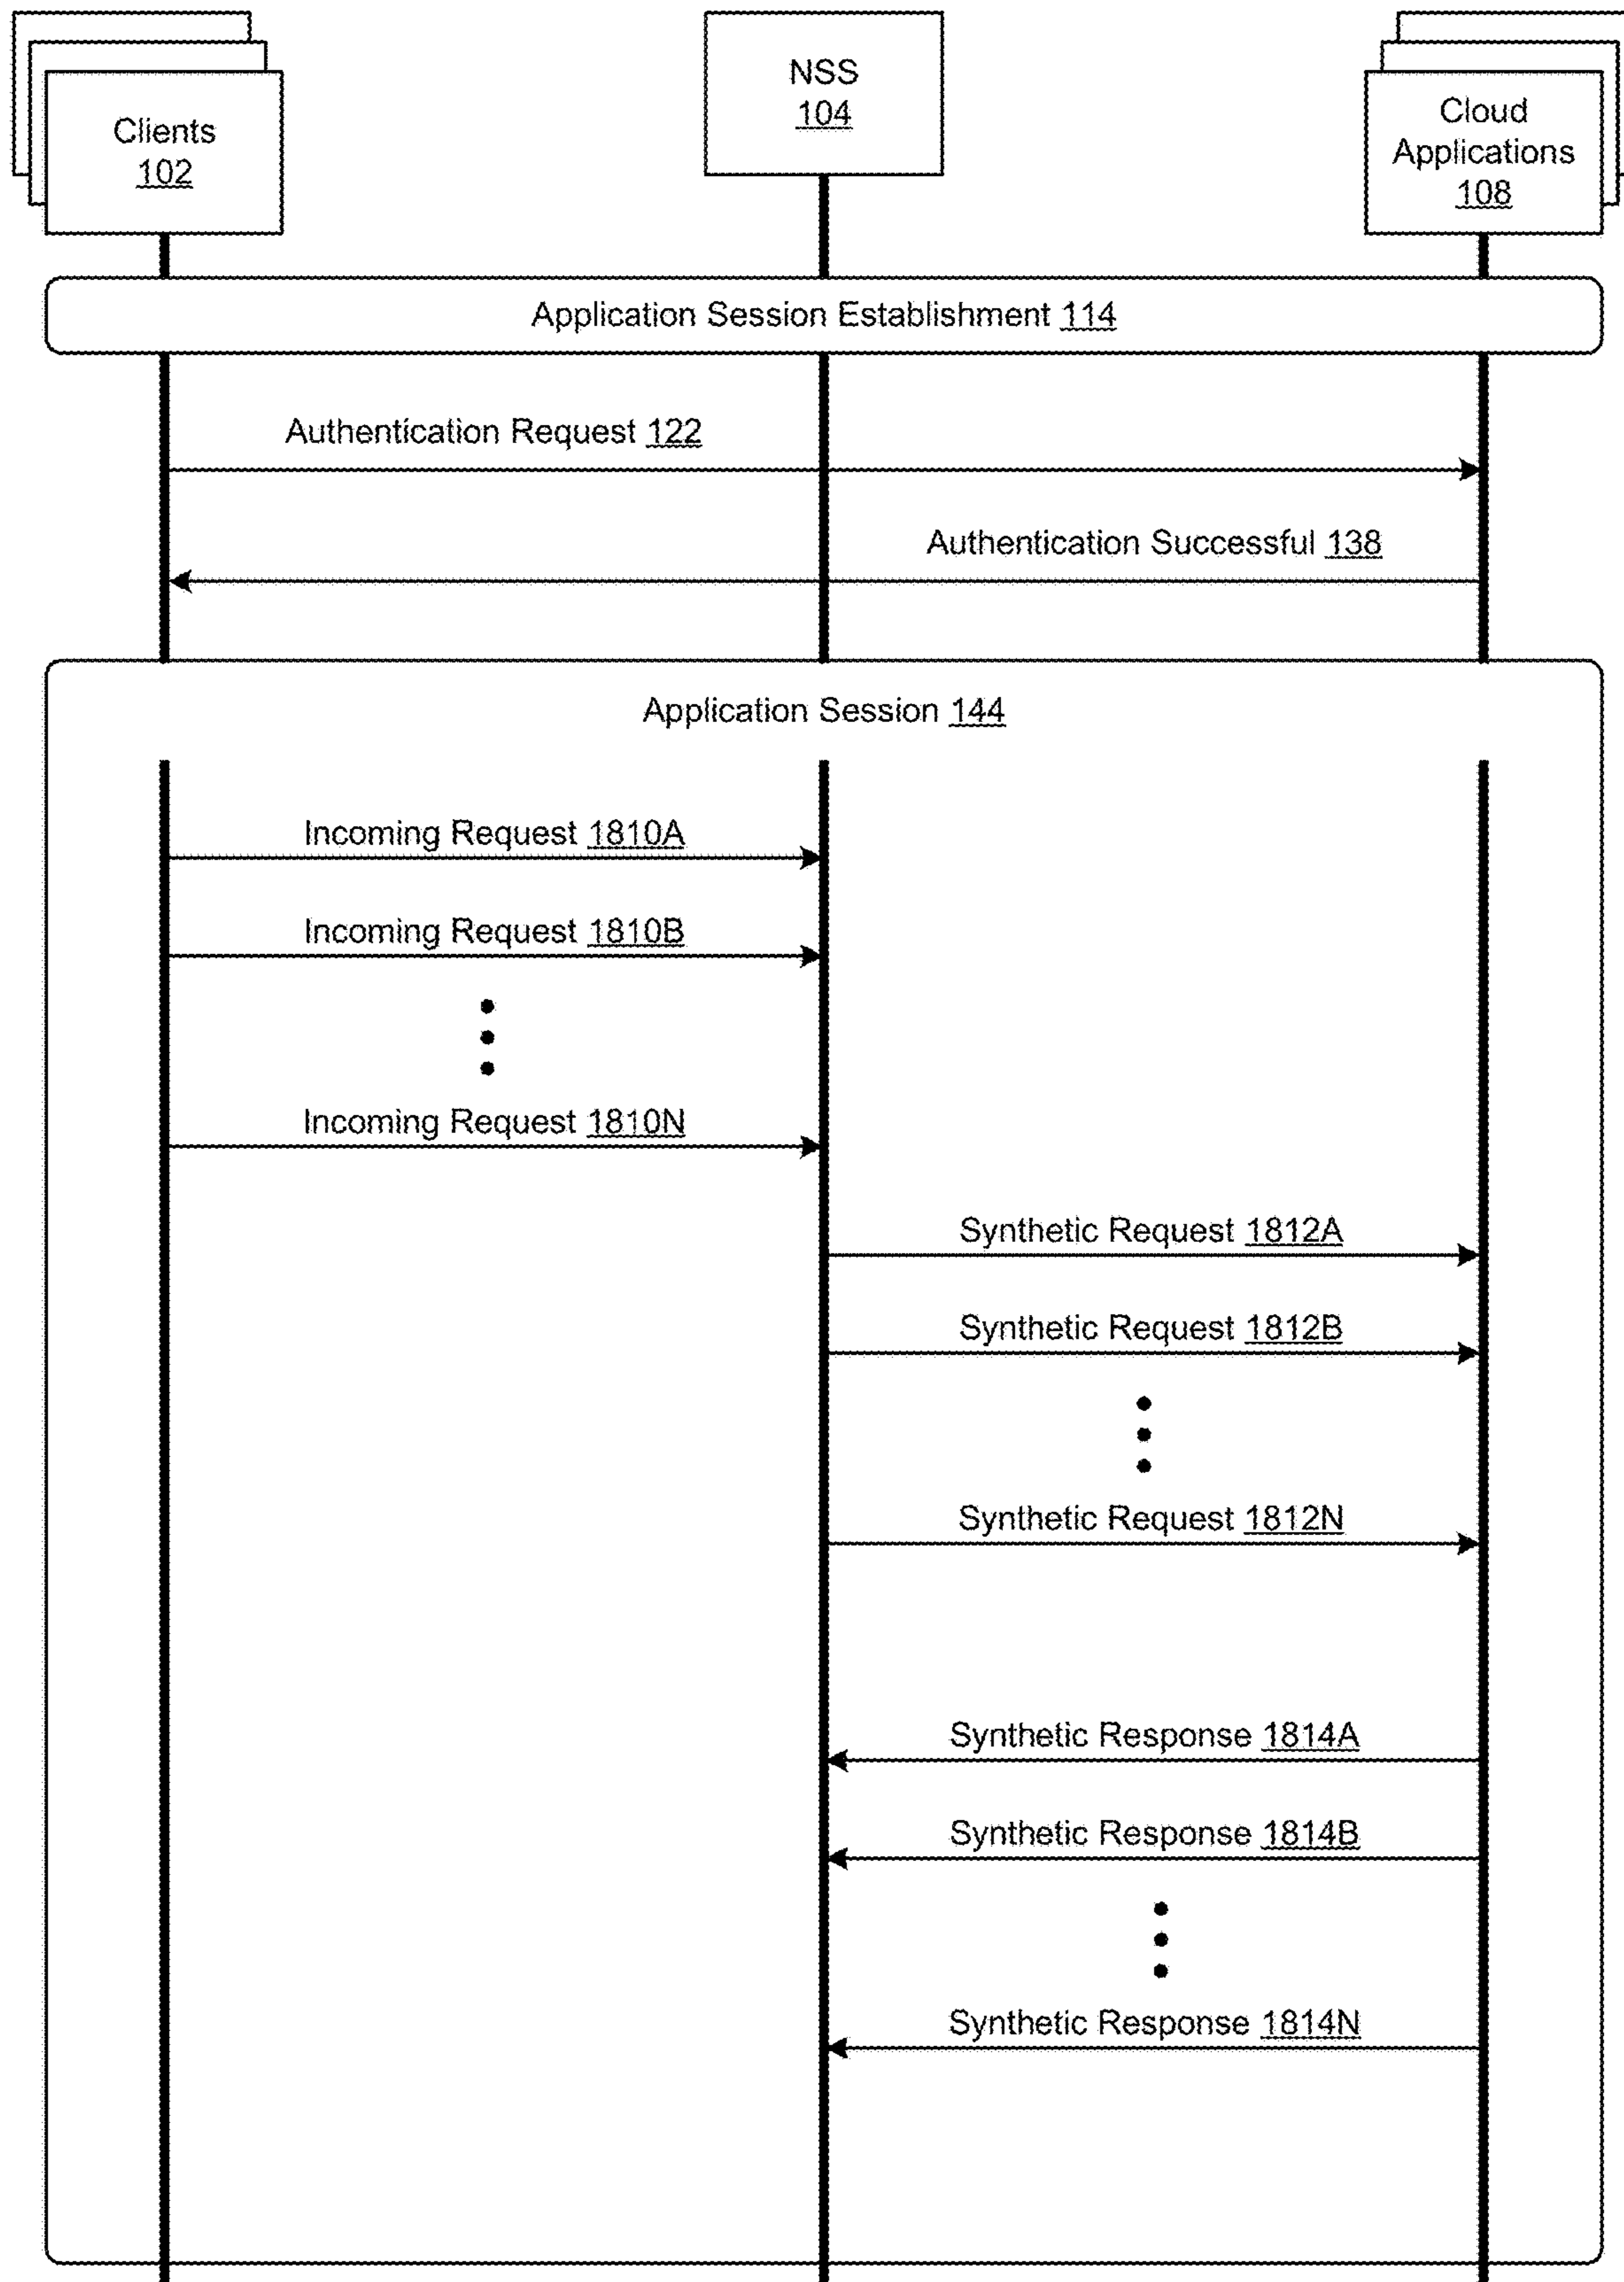 Clients
102
NSS
104
Cloud
Applications
108
Application Session Establishment 114
Authentication Request 122
Authentication Successful 138
Application Session 144
Incoming Request 1810A
Incoming Request 1810B
Incoming Request 1810N
Synthetic Request 1812A
Synthetic Request 1812B
Synthetic Request 1812N
Synthetic Response 1814A
Synthetic Response 1814B
Synthetic Response 1814N